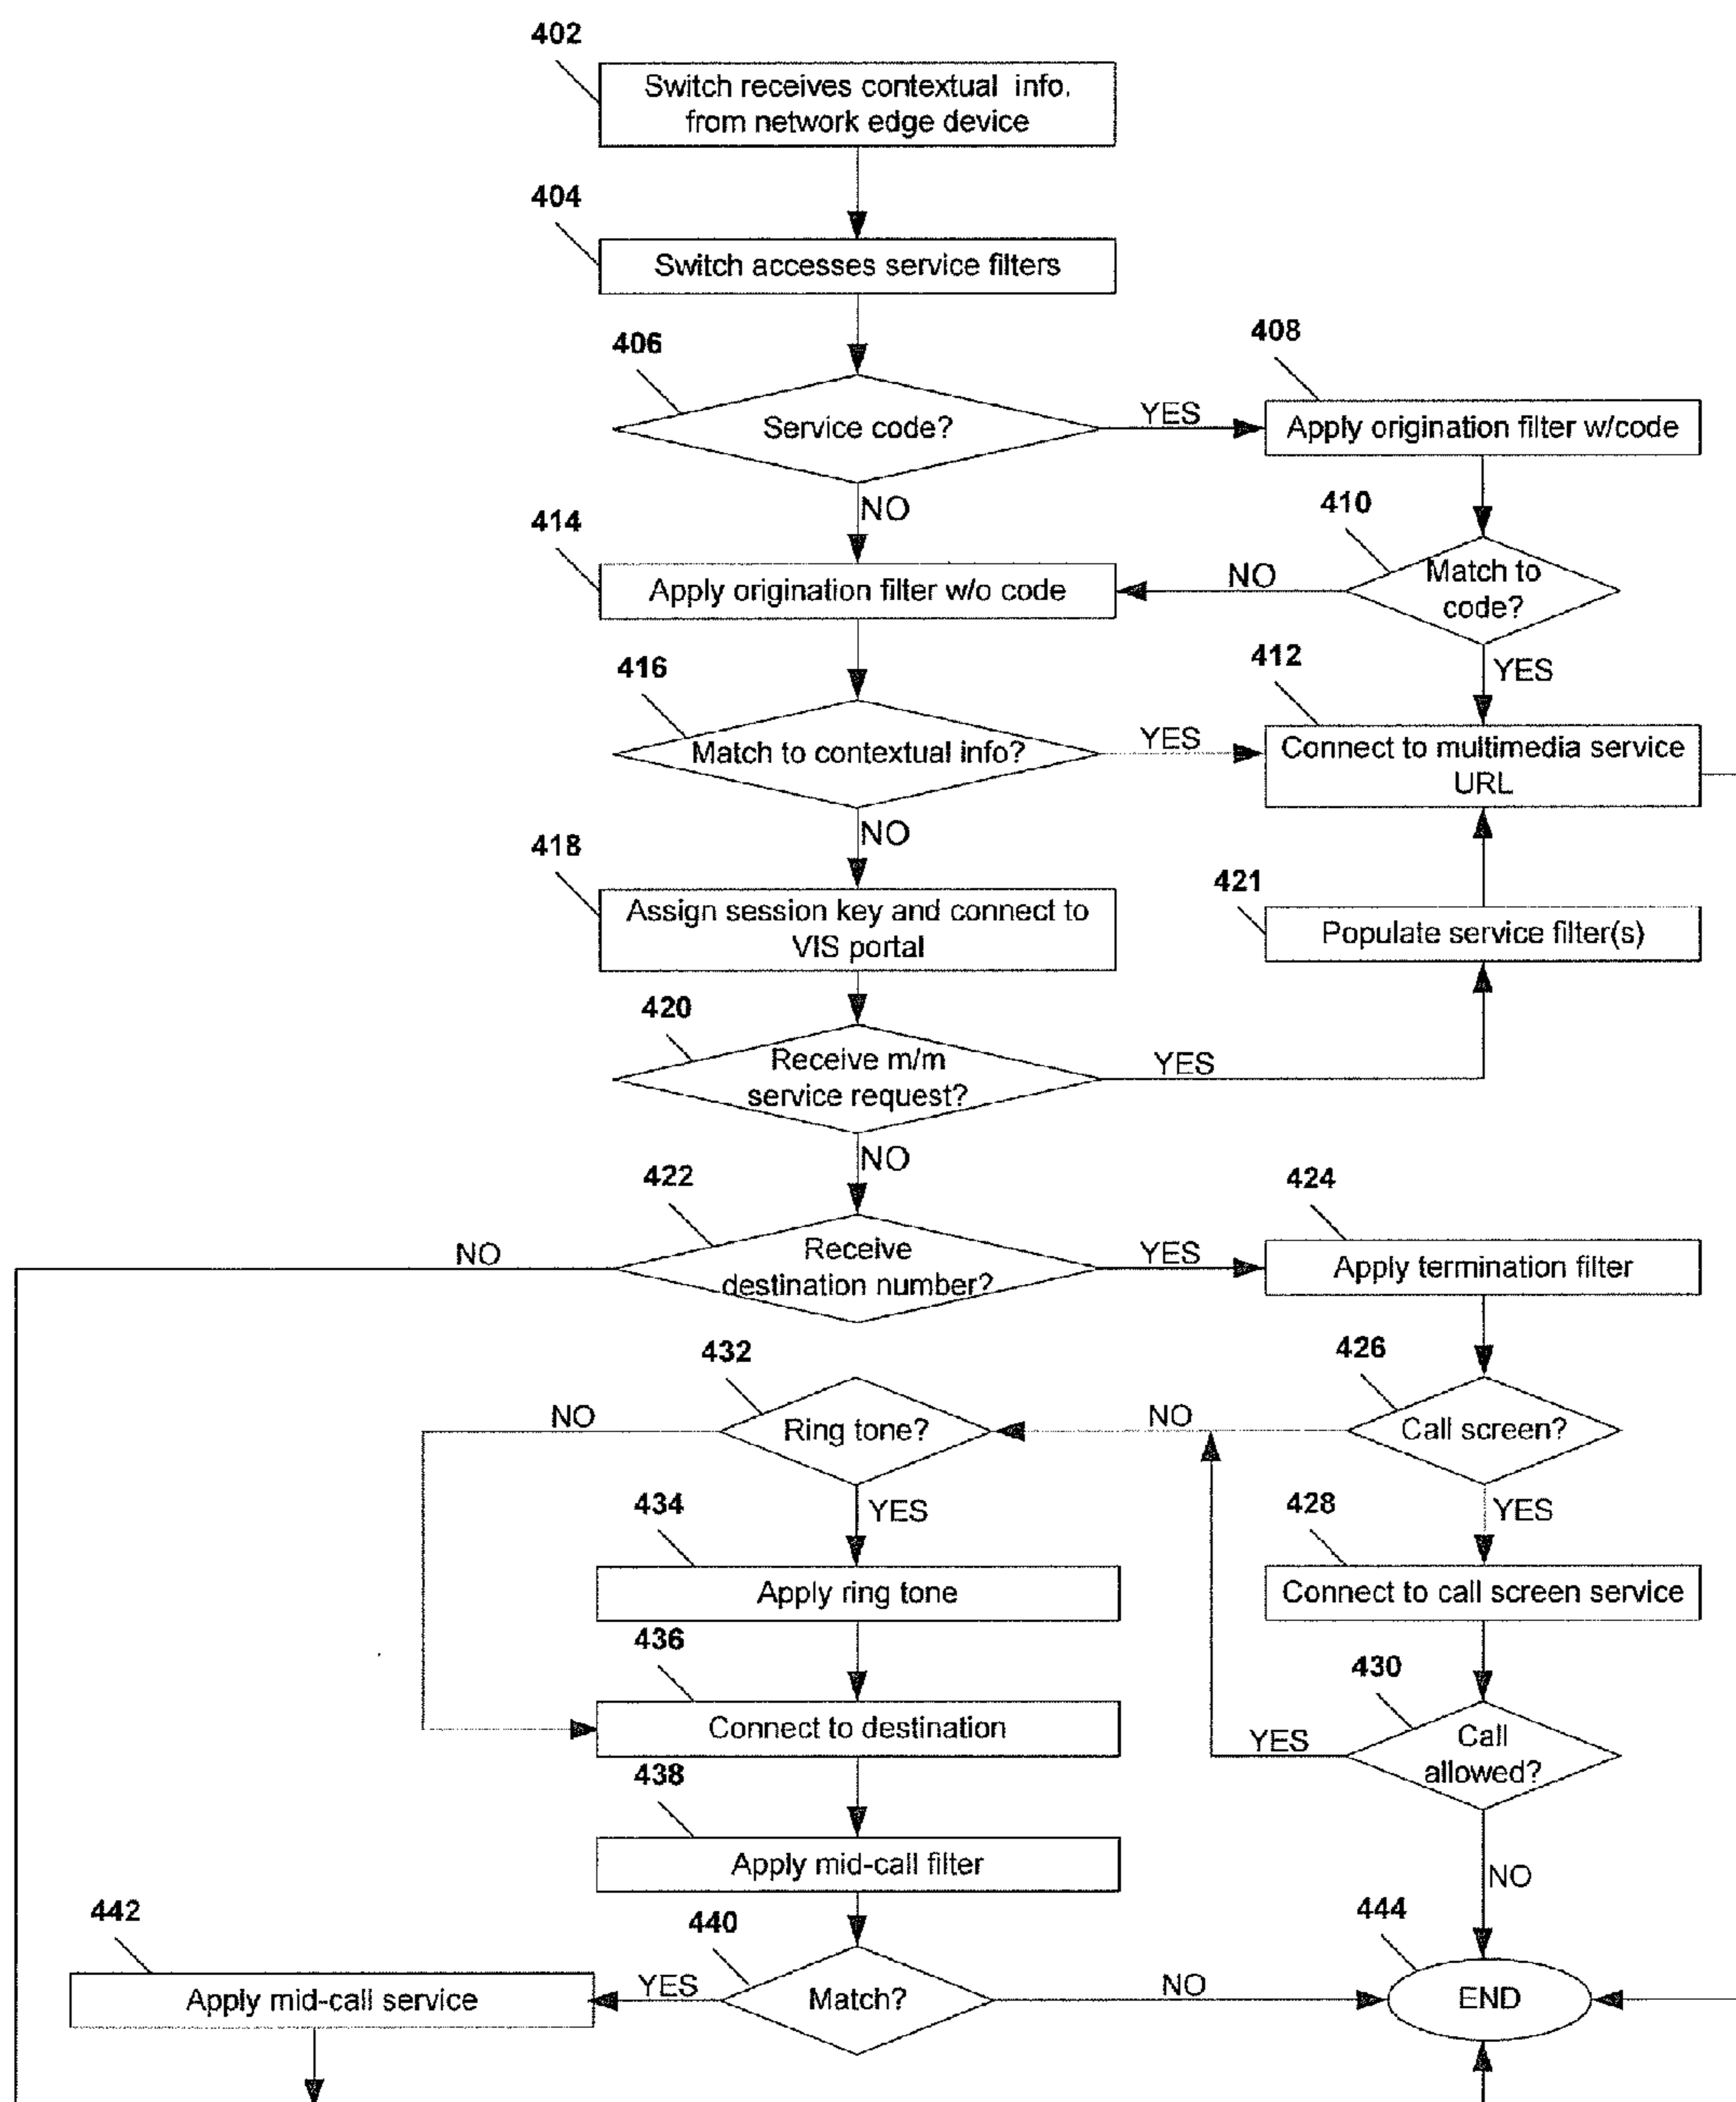 402
Switch receives contextual info.
from network edge device
404
Switch accesses service filters
406
Service code?
YES
408
Apply origination filter w/code
NO
410
Match to
code?
NO
YES
414
Apply origination filter w/o code
416
Match to contextual info?
YES
412
Connect to multimedia service
URL
NO
418
Assign session key and connect to
VIS portal
421
Populate service filter(s)
420
Receive m/m
service request?
YES
NO
422
Receive
destination number?
NO
YES
424
Apply termination filter
426
Call screen?
NO
YES
432
Ring tone?
NO
YES
428
Connect to call screen service
434
Apply ring tone
430
Call
allowed?
YES
NO
436
Connect to destination
438
Apply mid-call filter
440
Match?
YES
NO
442
Apply mid-call service
444
END